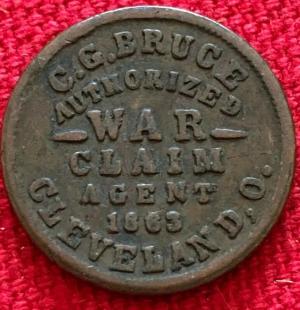 C.G.BRUCE
AUTHORIZED
WAR
CLAIM
AGENT
1863
CLEVELAND, O.